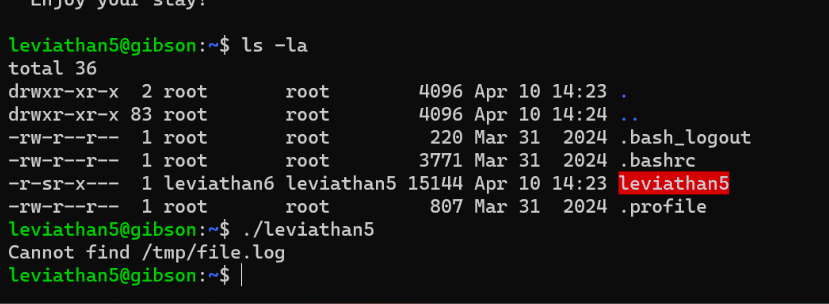 Enjoy your stay!
leviathan5@gibson:~$ ls -la
total 36
drwxr-xr-x  2 root       root        4096 Apr 10 14:23 .
drwxr-xr-x 83 root       root        4096 Apr 10 14:24 ..
-rw-r--r--  1 root       root         220 Mar 31  2024 .bash_logout
-rw-r--r--  1 root       root        3771 Mar 31  2024 .bashrc
-r-sr-x---  1 leviathan6 leviathan5 15144 Apr 10 14:23 leviathan5
-rw-r--r--  1 root       root         807 Mar 31  2024 .profile
leviathan5@gibson:~$ ./leviathan5
Cannot find /tmp/file.log
leviathan5@gibson:~$